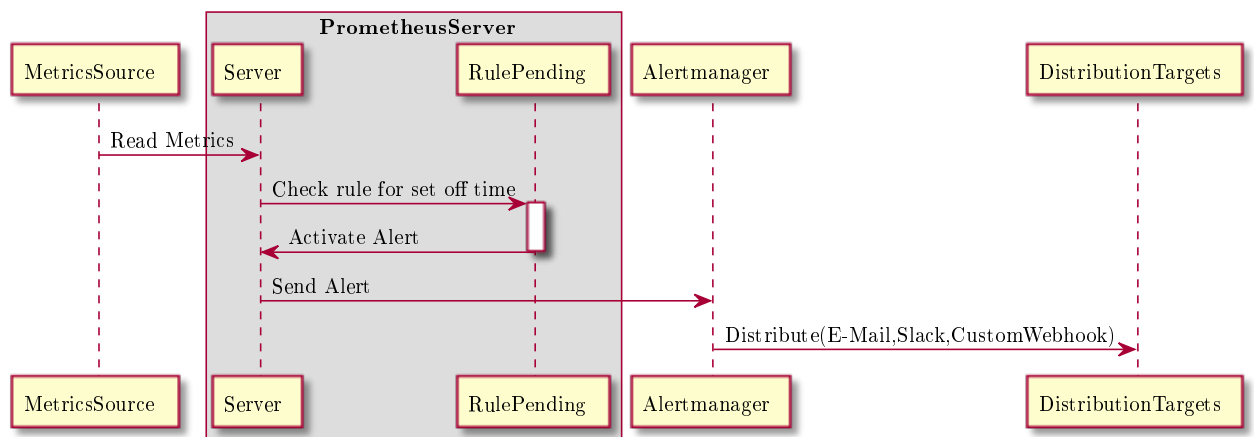 PrometheusServer
MetricsSource
Server
RulePending
Alertmanager
DistributionTargets
Read Metrics
Check rule for set off time
Activate Alert
Send Alert
Distribute(E-Mail,Slack,CustomWebhook)
MetricsSource
Server
RulePending
Alertmanager
DistributionTargets